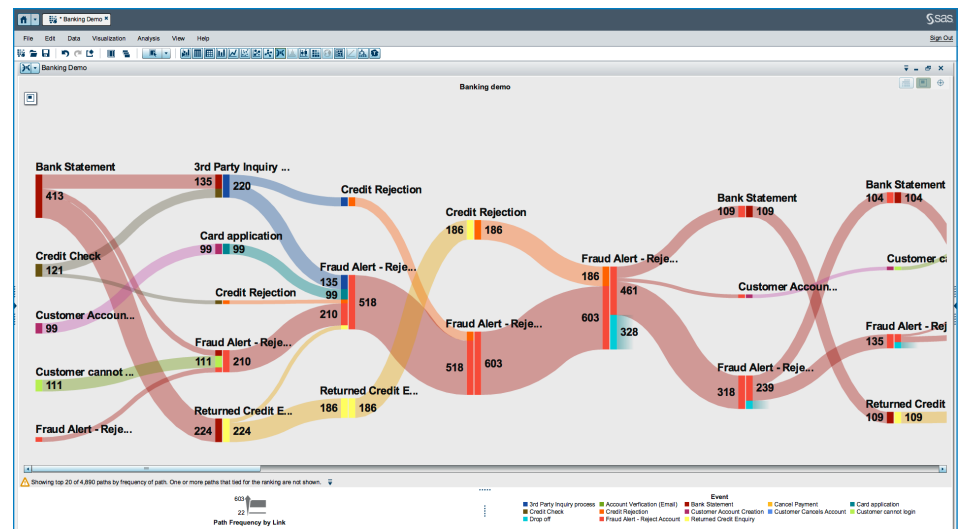 * Banking Demo
sas
File Edit Data Visualization Analysis View Help
Sign Out
Banking Demo
Banking demo
Bank Statement
413
Credit Check
121
Customer Accoun...
99
Customer cannot ...
111
Fraud Alert - Reje...
3rd Party Inquiry ...
135 220
Card application
99 99
Credit Rejection
Fraud Alert - Reje...
111 210
Returned Credit E...
224 224
Credit Rejection
Fraud Alert - Reje...
135
99 518
210
Returned Credit E...
186 186
Credit Rejection
186 186
Fraud Alert - Reje...
518 603
Fraud Alert - Reje...
186 461
603 328
Bank Statement
109 109
Customer Accoun...
Fraud Alert - Reje...
318 239
Bank Statement
104 104
Customer c
Fraud Alert - Rej
135
Returned Credit
109 109
Showing top 20 of 4,890 paths by frequency of path. One or more paths that tied for the ranking are not shown.
603
22
Path Frequency by Link
Event
3rd Party Inquiry process Account Verfication (Email) Bank Statement Cancel Payment Card application
Credit Check Credit Rejection Customer Account Creation Customer Cancels Account Customer cannot login
Drop off Fraud Alert - Reject Account Returned Credit Enquiry